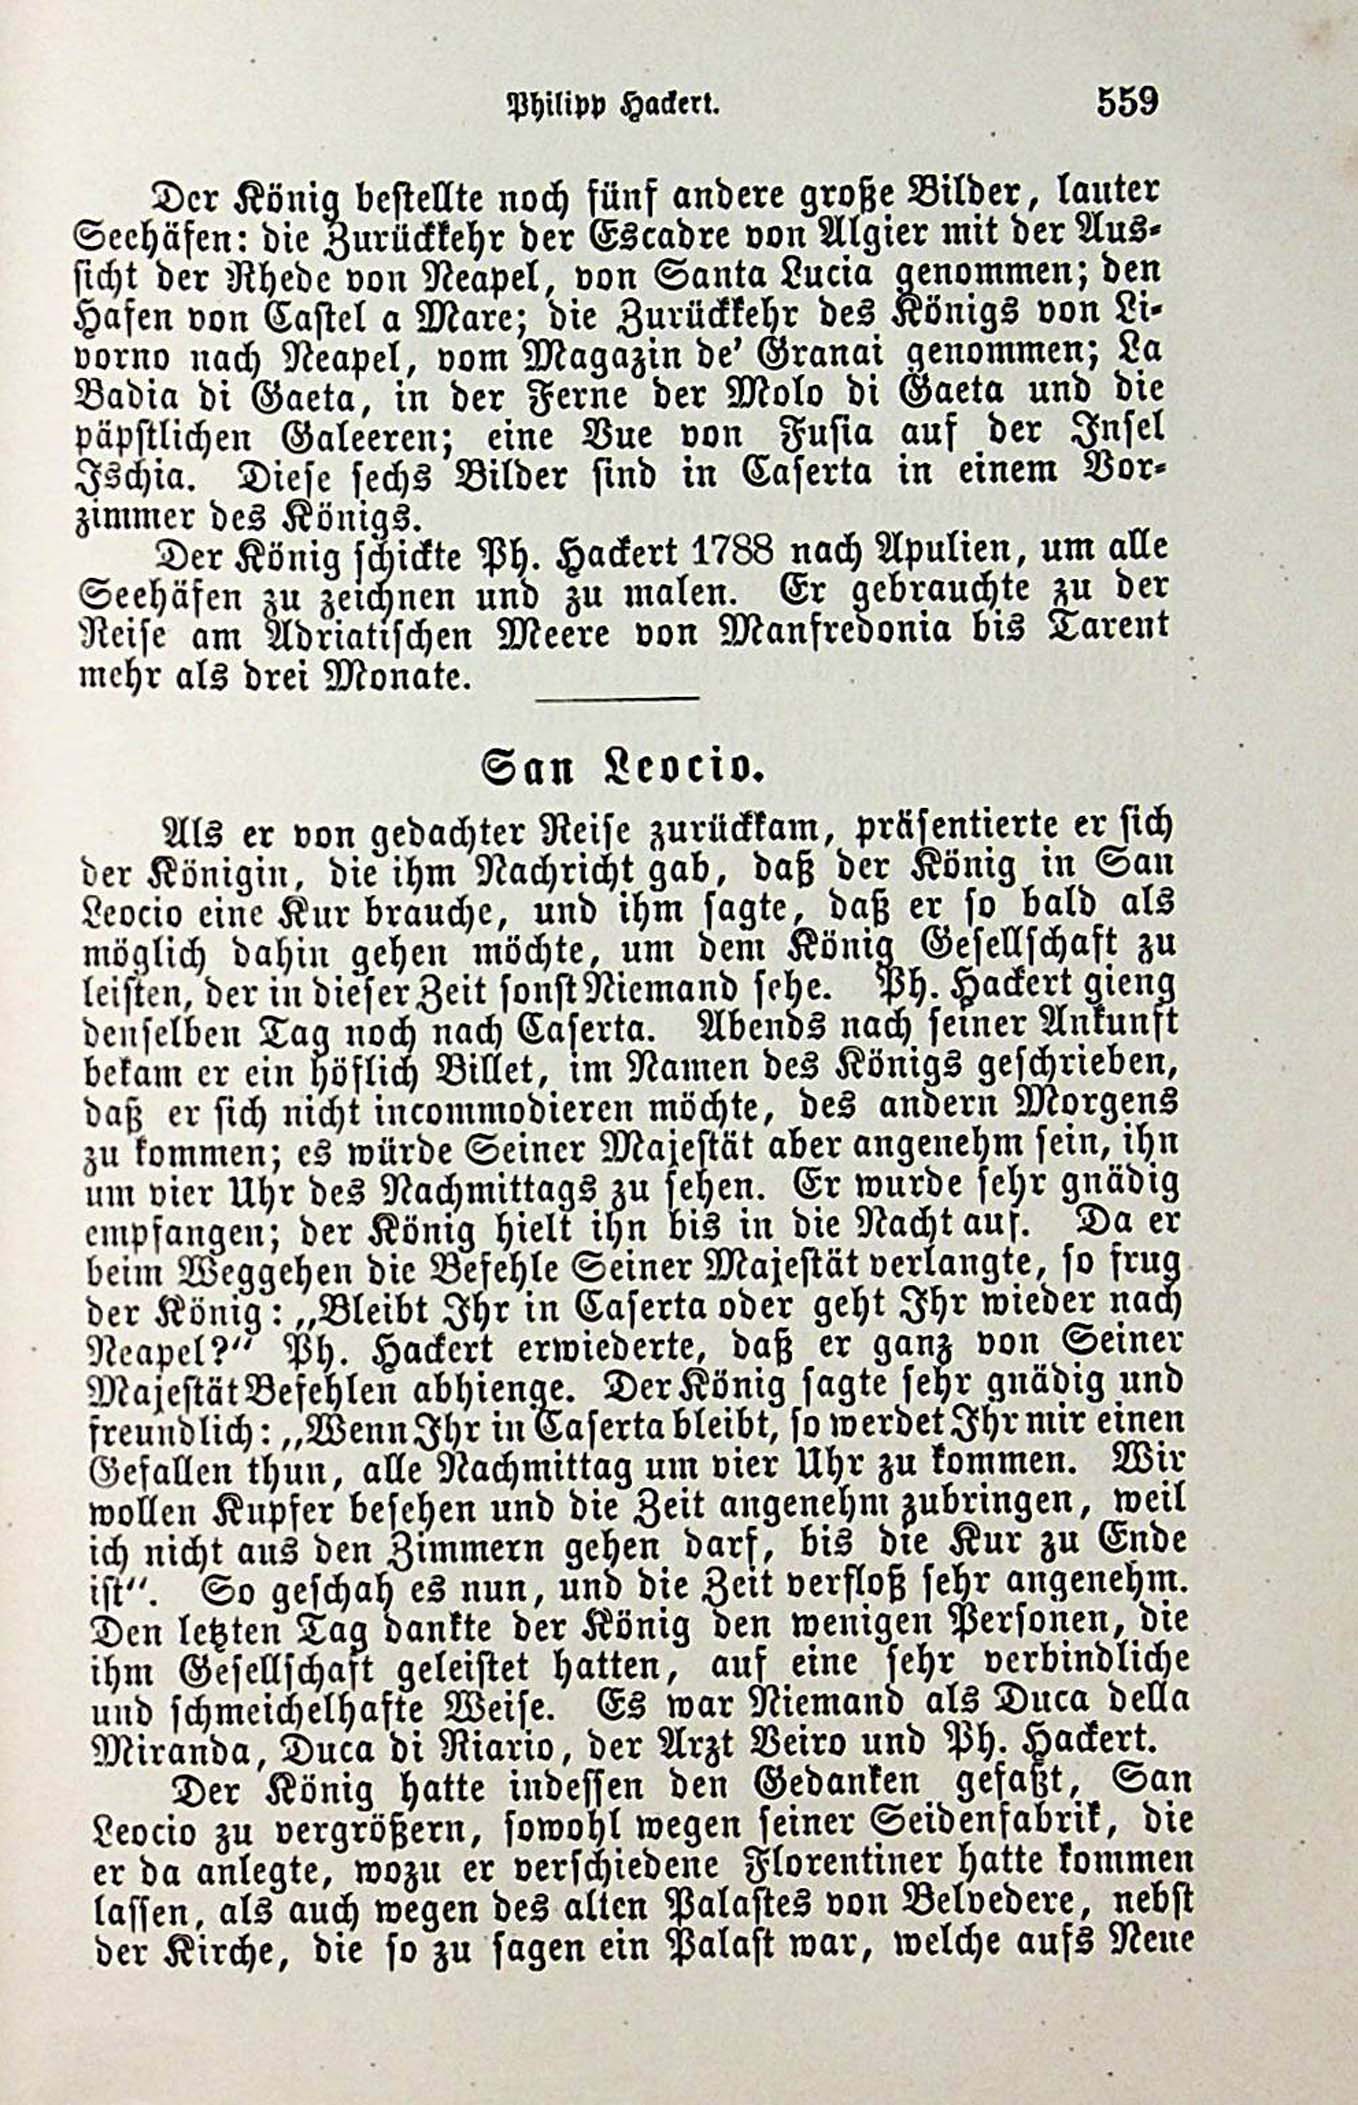 Philipp Hackert. 559
Der König bestellte noch fünf andere große Bilder, lauter
Seehäfen: die Zurückkehr der Escadre von Algier mit der Aus-
sicht der Rhede von Neapel, von Santa Lucia genommen; den
Hafen von Castel a Mare; die Zurückkehr des Königs von Li-
vorno nach Neapel, vom Magazin de' Granai genommen; La
Badia di Gaeta, in der Ferne der Molo di Gaeta und die
päpstlichen Galeeren; eine Vue von Fusia auf der Insel
Ischia. Diese sechs Bilder sind in Caserta in einem Vor-
zimmer des Königs.
Der König schickte Ph. Hackert 1788 nach Apulien, um alle
Seehäfen zu zeichnen und zu malen. Er gebrauchte zu der
Reise am Adriatischen Meere von Manfredonia bis Tarent
mehr als drei Monate.
San Leocio.
Als er von gedachter Reise zurückkam, präsentierte er sich
der Königin, die ihm Nachricht gab, daß der König in San
Leocio eine Kur brauche, und ihm sagte, daß er so bald als
möglich dahin gehen möchte, um dem König Gesellschaft zu
leisten, der in dieser Zeit sonst Niemand sehe. Ph. Hackert gieng
denselben Tag noch nach Caserta. Abends nach seiner Ankunft
bekam er ein höflich Billet, im Namen des Königs geschrieben,
daß er sich nicht incommodieren möchte, des andern Morgens
zu kommen; es würde Seiner Majestät aber angenehm sein, ihn
um vier Uhr des Nachmittags zu sehen. Er wurde sehr gnädig
empfangen; der König hielt ihn bis in die Nacht auf. Da er
beim Weggehen die Befehle Seiner Majestät verlangte, so frug
der König: „Bleibt Ihr in Caserta oder geht Ihr wieder nach
Neapel?“ Ph. Hackert erwiederte, daß er ganz von Seiner
Majestät Befehlen abhienge. Der König sagte sehr gnädig und
freundlich: „Wenn Ihr in Caserta bleibt, so werdet Ihr mir einen
Gefallen thun, alle Nachmittag um vier Uhr zu kommen. Wir
wollen Kupfer besehen und die Zeit angenehm zubringen, weil
ich nicht aus den Zimmern gehen darf, bis die Kur zu Ende
ist“. So geschah es nun, und die Zeit verfloß sehr angenehm.
Den letzten Tag dankte der König den wenigen Personen, die
ihm Gesellschaft geleistet hatten, auf eine sehr verbindliche
und schmeichelhafte Weise. Es war Niemand als Duca della
Miranda, Duca di Riario, der Arzt Veiro und Ph. Hackert.
Der König hatte indessen den Gedanken gefaßt, San
Leocio zu vergrößern, sowohl wegen seiner Seidenfabrik, die
er da anlegte, wozu er verschiedene Florentiner hatte kommen
lassen, als auch wegen des alten Palastes von Belvedere, nebst
der Kirche, die so zu sagen ein Palast war, welche aufs Neue